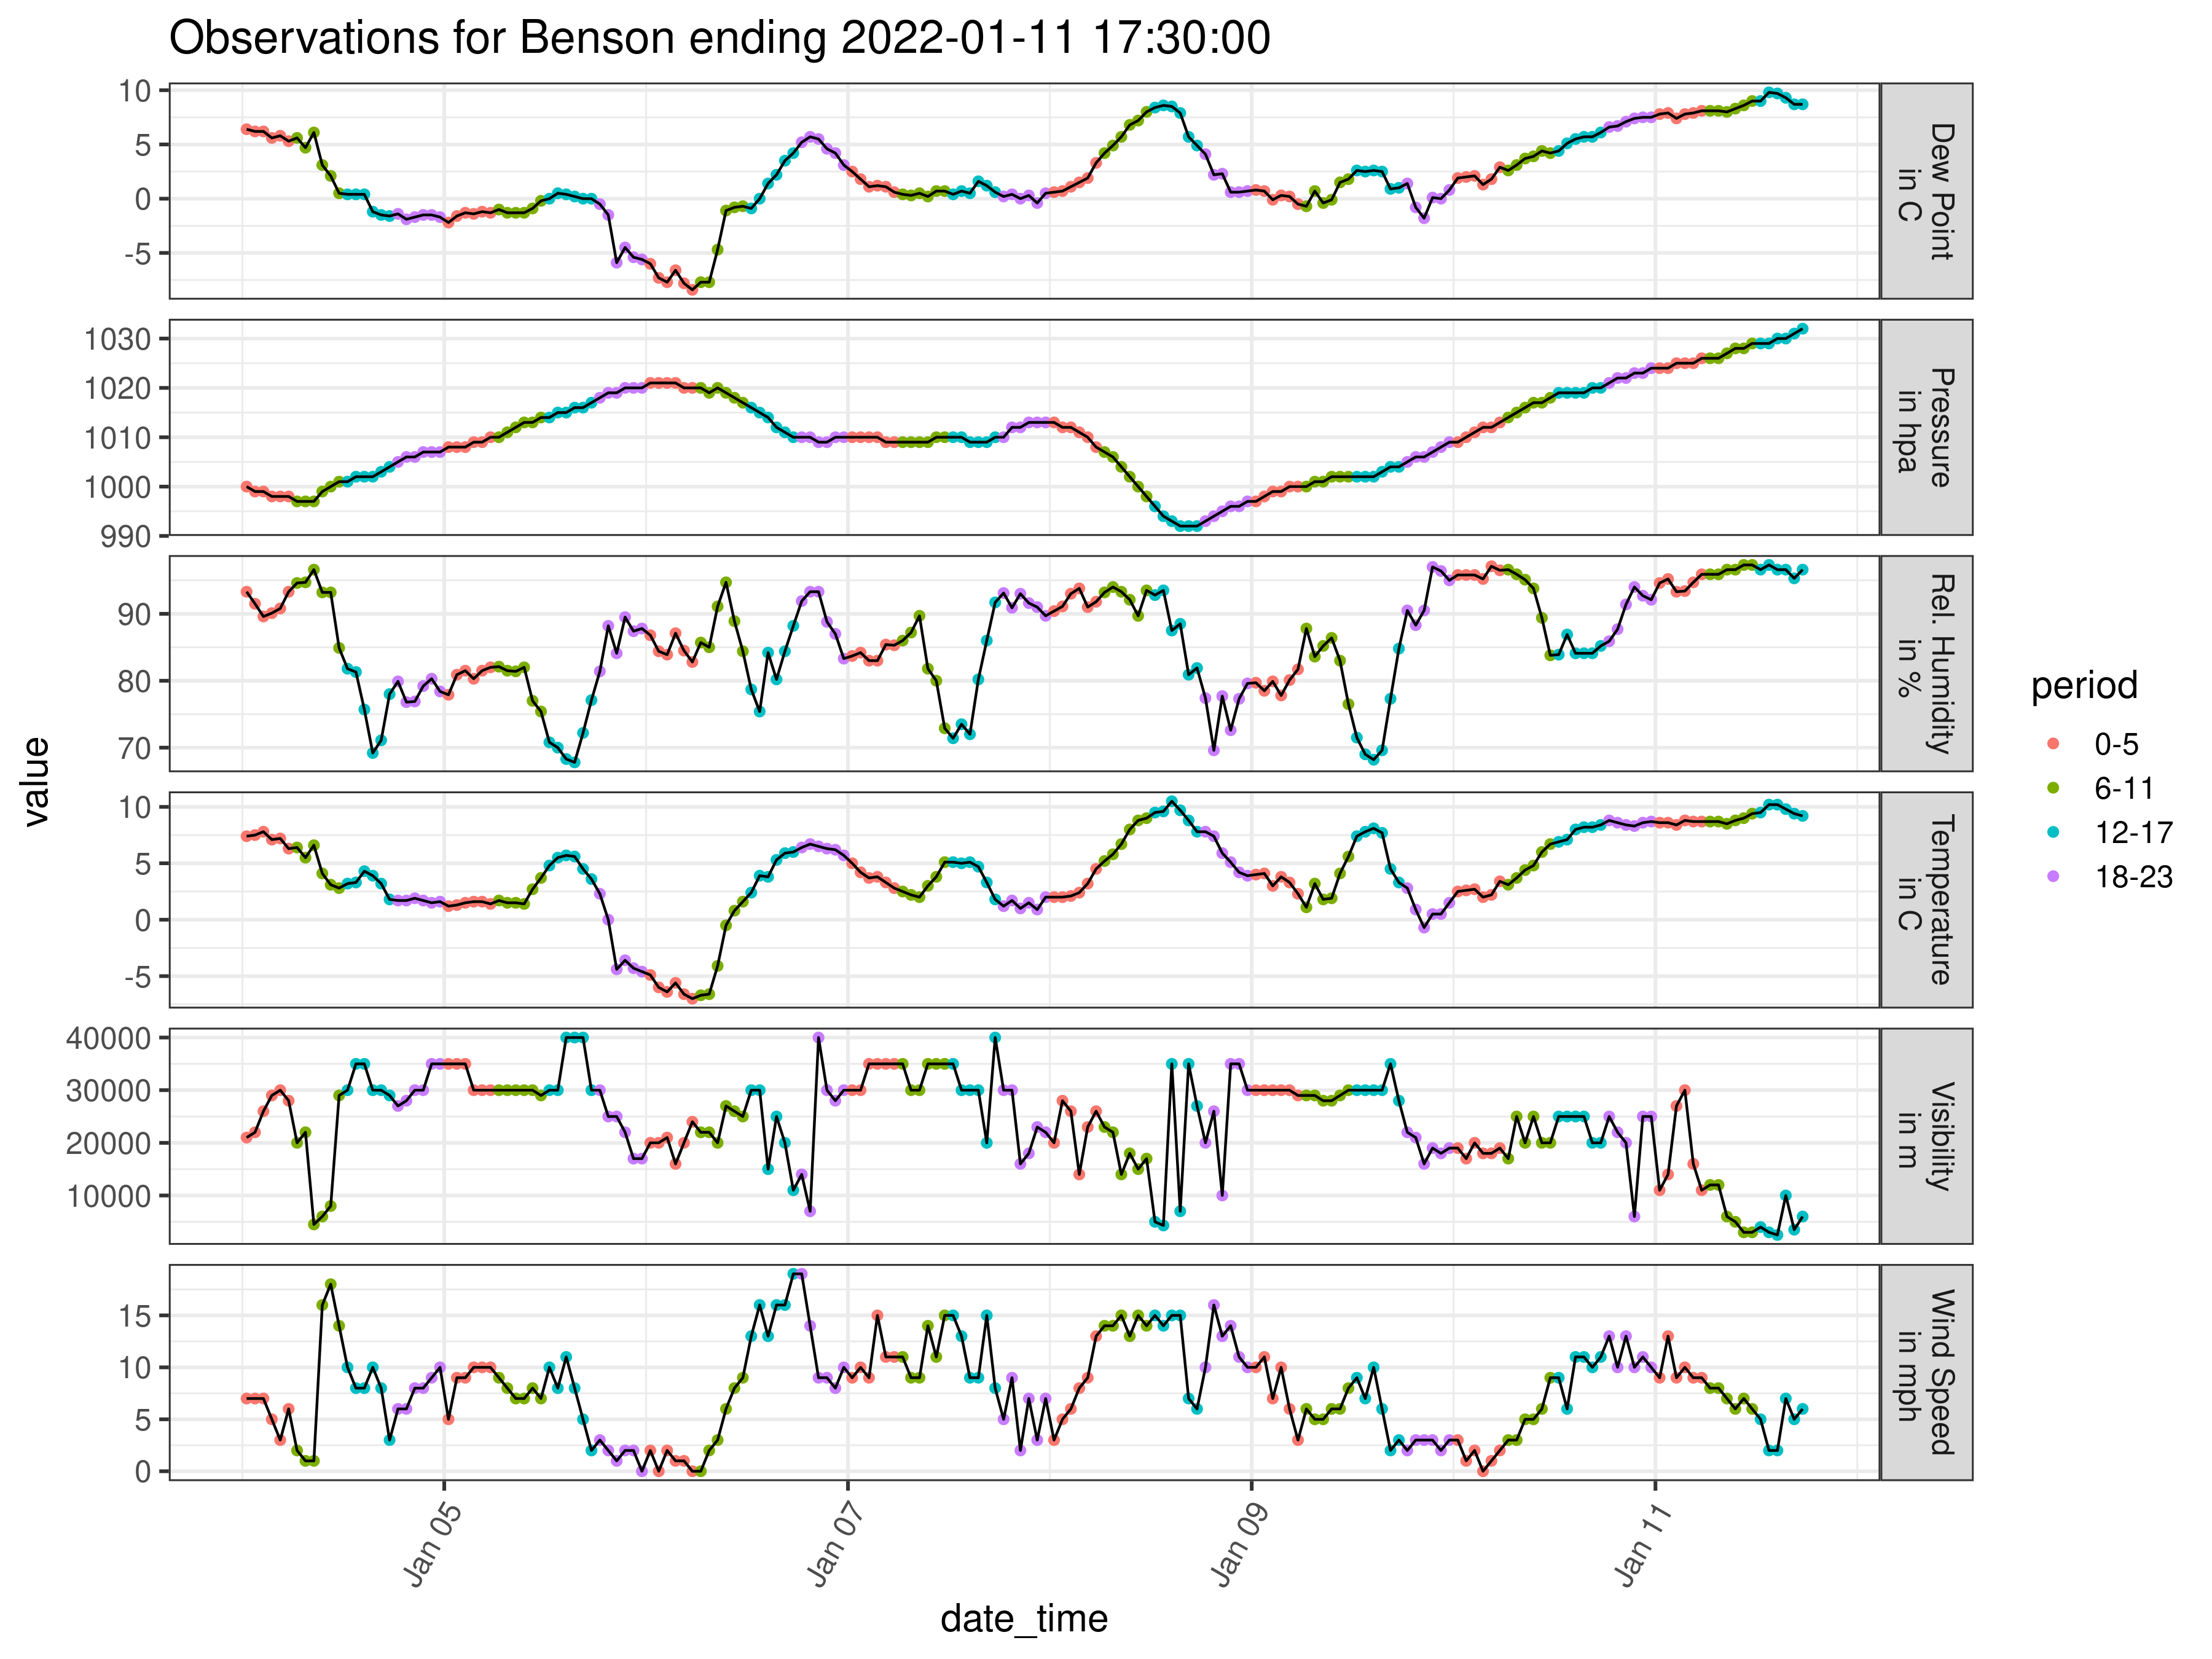 Observations for Benson ending 2022-01-11 17:30:00
10
5
0
-5
Dew Point
in C
1030
1020
1010
1000
990
Pressure
in hpa
90
80
70
Rel. Humidity
in %
10
5
0
-5
Temperature
in C
40000
30000
20000
10000
Visibility
in m
15
10
5
0
Wind Speed
in mph
value
Jan 05
Jan 07
Jan 09
Jan 11
date_time
period
0-5
6-11
12-17
18-23